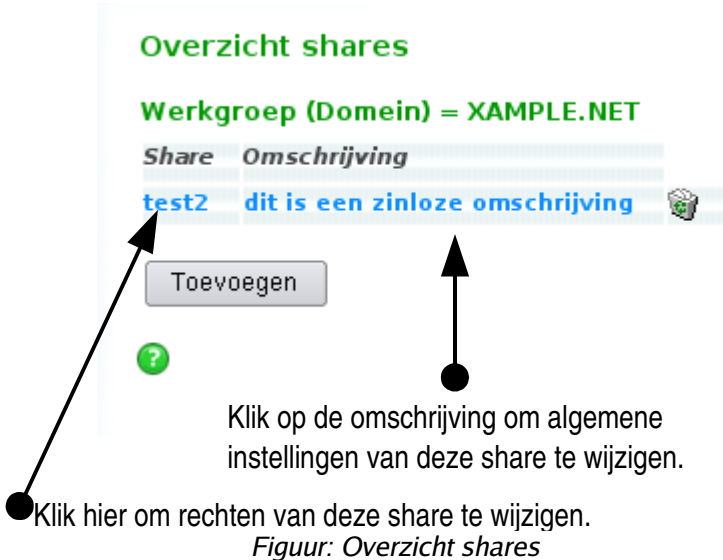 Overzicht shares
Werkgroep (Domein) = XAMPLE.NET
Share Omschrijving
test2 dit is een zinloze omschrijving
Toevoegen
?
Klik op de omschrijving om algemene
instellingen van deze share te wijzigen.
Klik hier om rechten van deze share te wijzigen.
Figuur: Overzicht shares